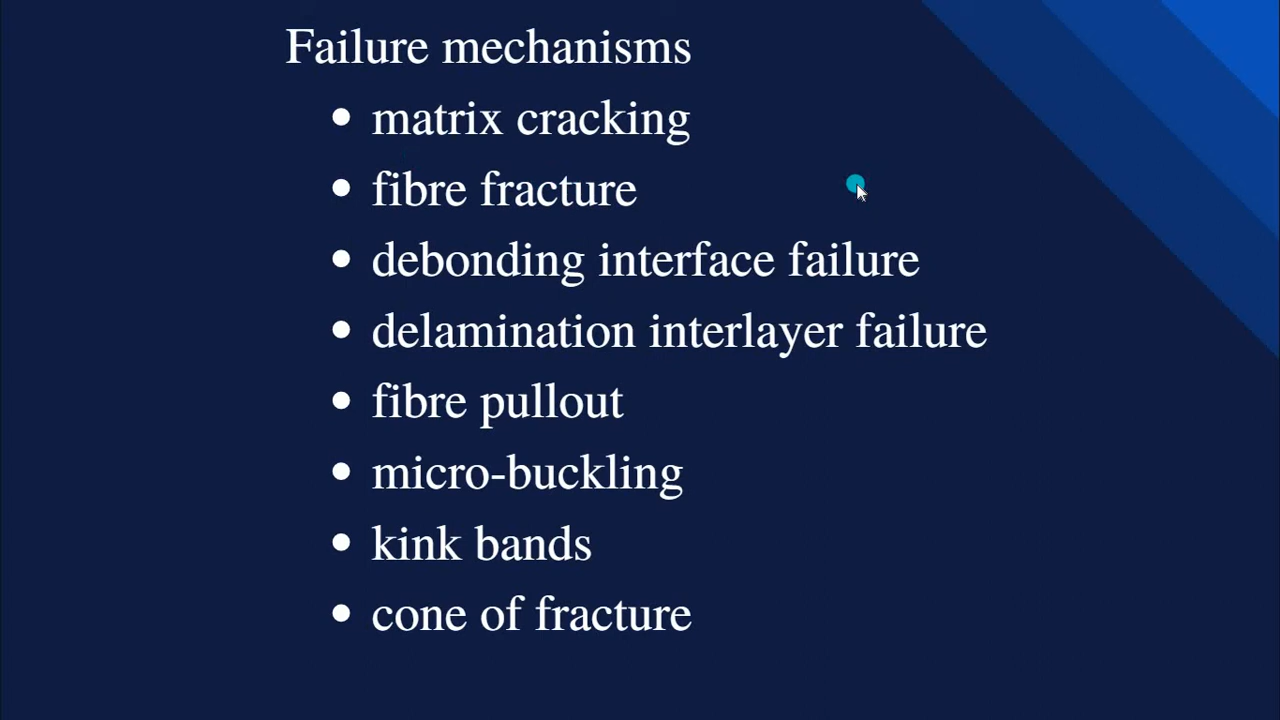 Failure mechanisms
• matrix cracking
• fibre fracture
• debonding interface failure
• delamination interlayer failure
• fibre pullout
• micro-buckling
• kink bands
• cone of fracture